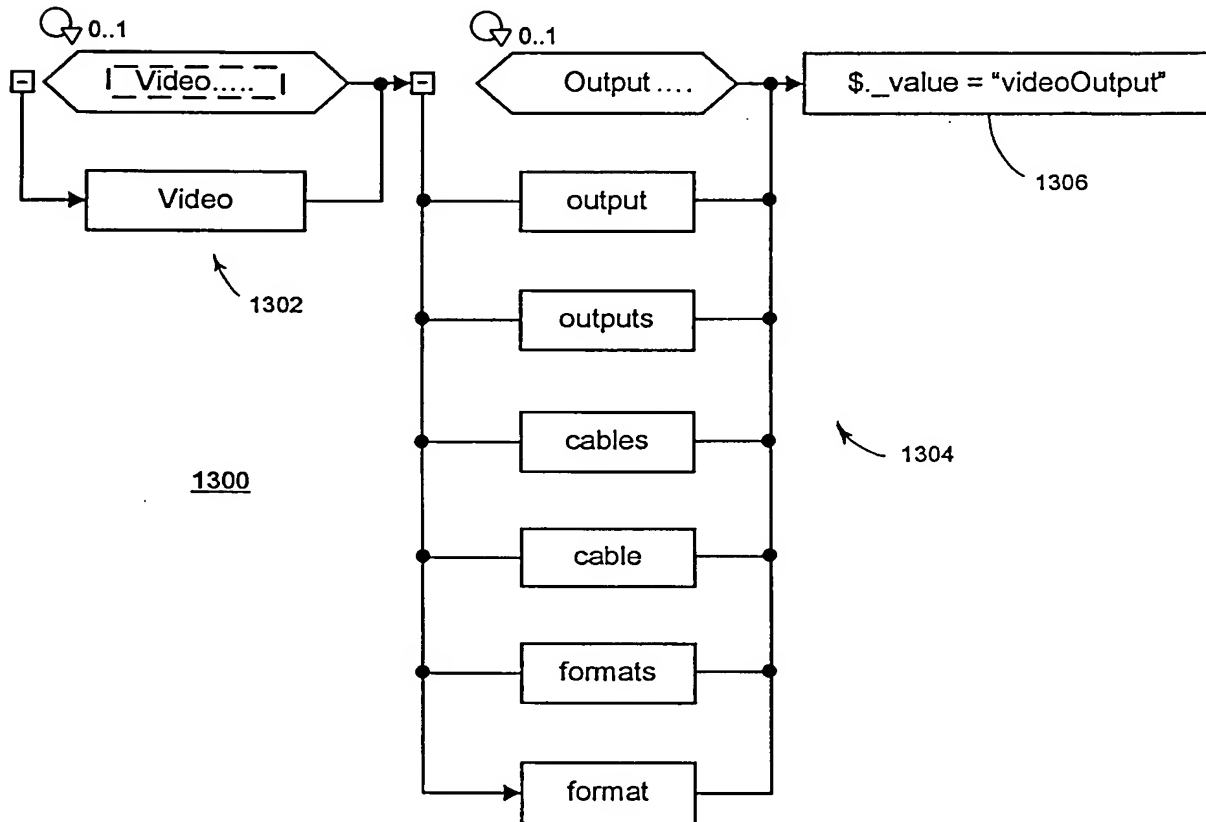 0..1
0..1
Video.....
Output ....
$._value = "videoOutput"
1306
Video
output
1302
outputs
cables
1304
1300
cable
formats
format